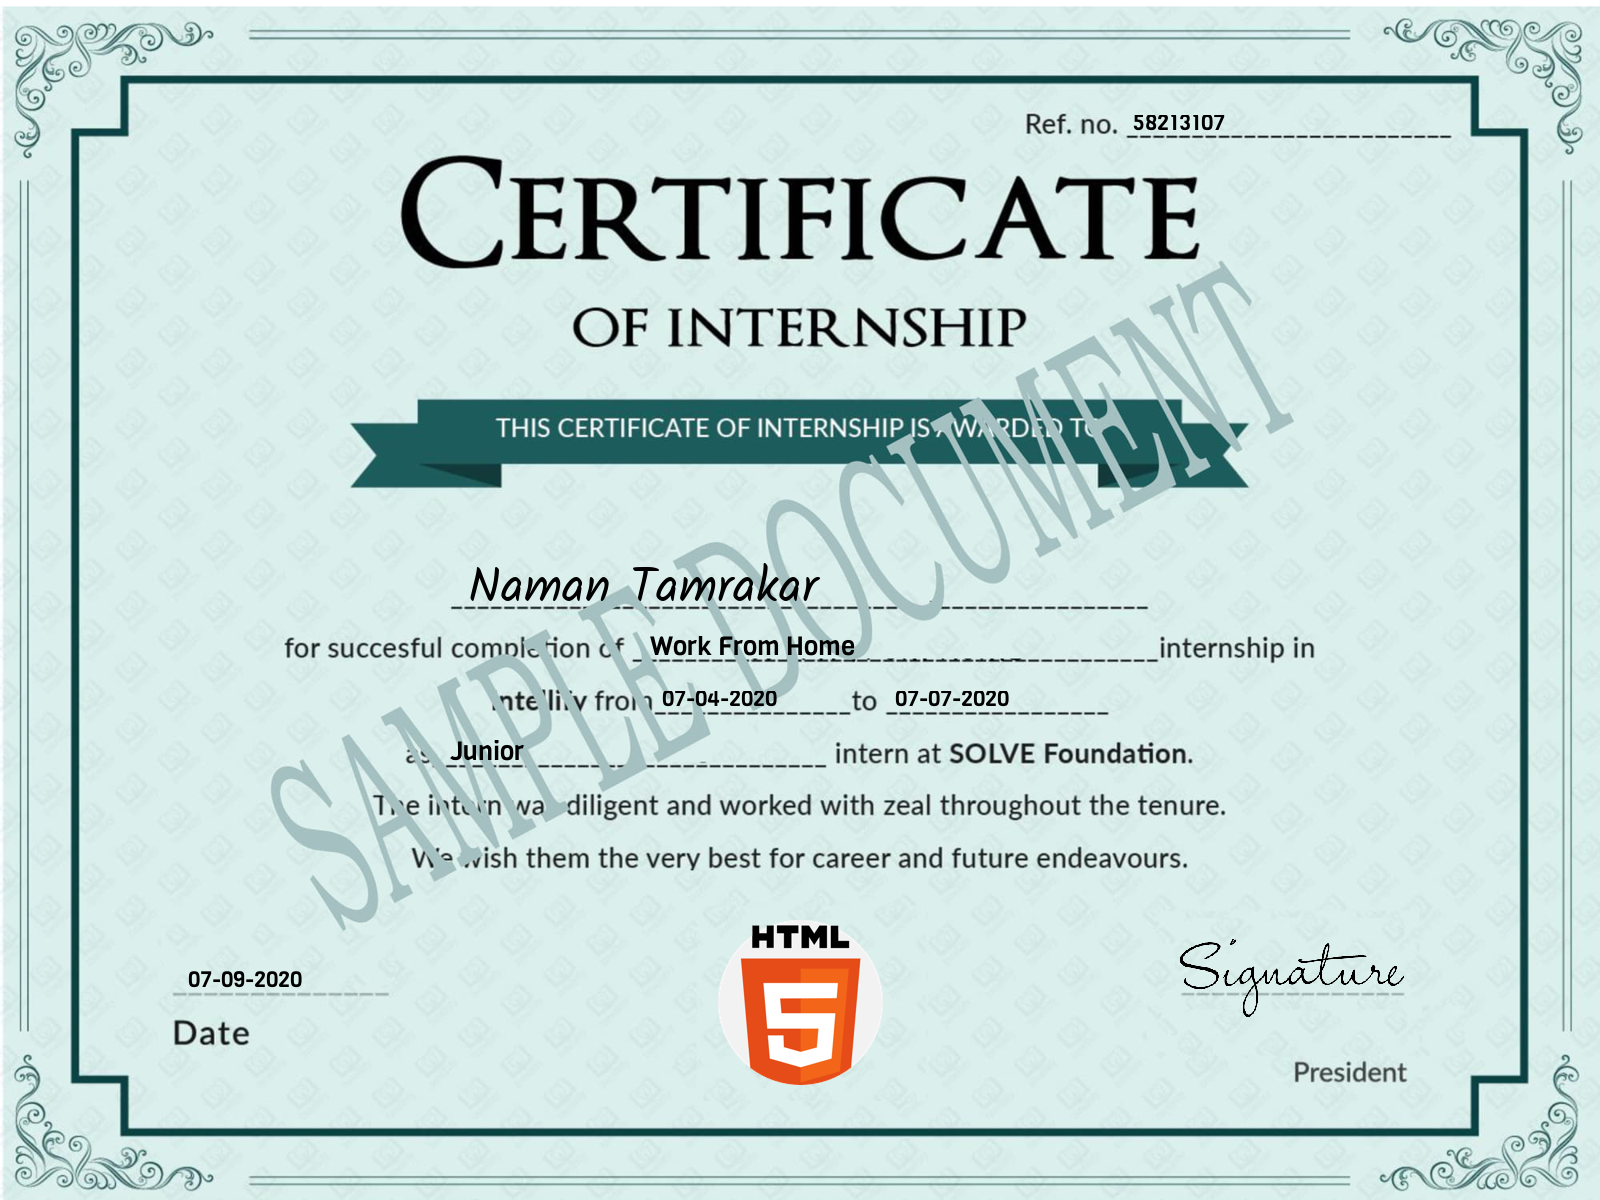 Ref. no. 58213107
CERTIFICATE
OF INTERNSHIP
THIS CERTIFICATE OF INTERNSHIP IS AWARDED TO
Naman Tamrakar
for succesful completion of Work From Home internship in
Intellify from 07-04-2020 to 07-07-2020
as Junior intern at SOLVE Foundation.
The intern was diligent and worked with zeal throughout the tenure.
We wish them the very best for career and future endeavours.
SAMPLE DOCUMENT
HTML
5
07-09-2020
Date
Signature
President